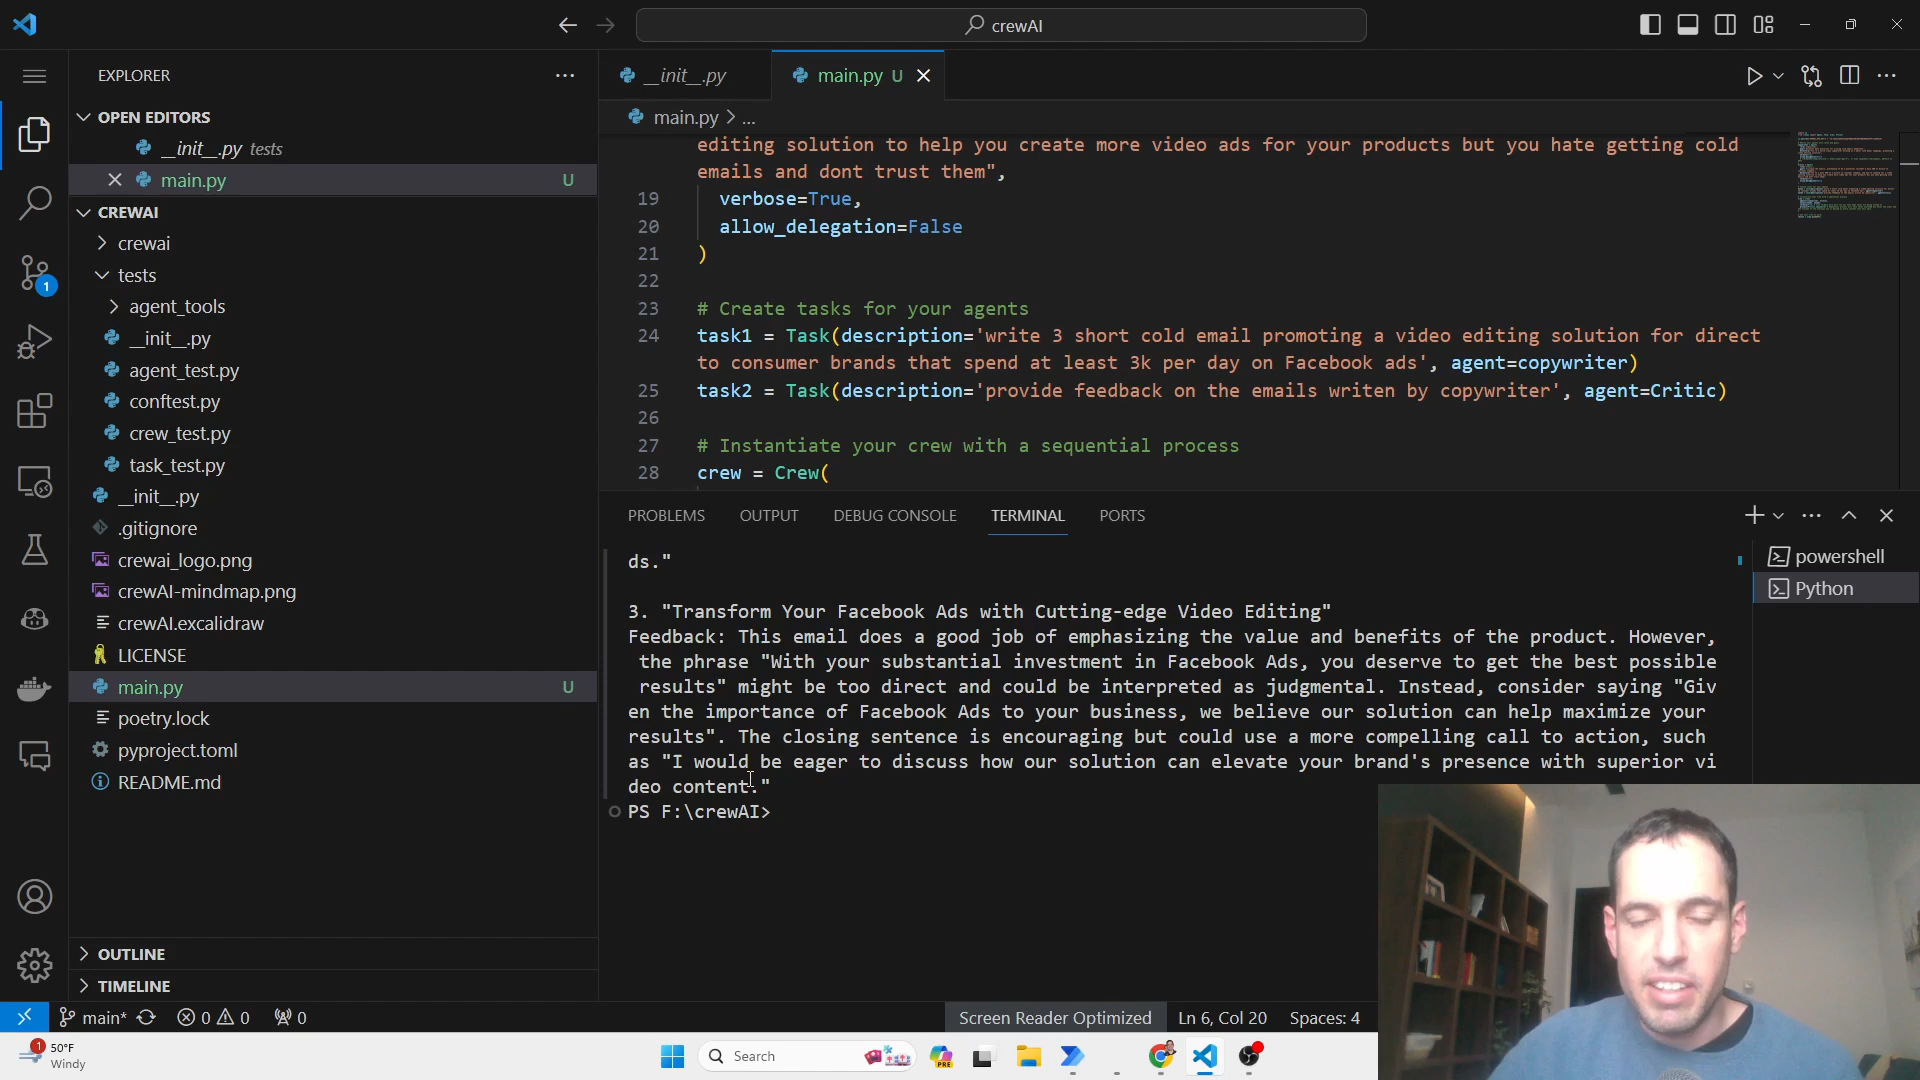 crewAI
EXPLORER
__init__.py
main.py U
OPEN EDITORS
main.py > ...
__init__.py tests
main.py U
CREWAI
crewai
tests
agent_tools
__init__.py
agent_test.py
conftest.py
crew_test.py
task_test.py
__init__.py
.gitignore
crewai_logo.png
crewAI-mindmap.png
crewAI.excalidraw
LICENSE
main.py U
poetry.lock
pyproject.toml
README.md
OUTLINE
TIMELINE
1
editing solution to help you create more video ads for your products but you hate getting cold
emails and dont trust them",
19 verbose=True,
20 allow_delegation=False
21 )
22
23 # Create tasks for your agents
24 task1 = Task(description='write 3 short cold email promoting a video editing solution for direct
to consumer brands that spend at least 3k per day on Facebook ads', agent=copywriter)
25 task2 = Task(description='provide feedback on the emails writen by copywriter', agent=Critic)
26
27 # Instantiate your crew with a sequential process
28 crew = Crew(
PROBLEMS OUTPUT DEBUG CONSOLE TERMINAL PORTS
powershell
Python
ds."
3. "Transform Your Facebook Ads with Cutting-edge Video Editing"
Feedback: This email does a good job of emphasizing the value and benefits of the product. However,
the phrase "With your substantial investment in Facebook Ads, you deserve to get the best possible
results" might be too direct and could be interpreted as judgmental. Instead, consider saying "Giv
en the importance of Facebook Ads to your business, we believe our solution can help maximize your
results". The closing sentence is encouraging but could use a more compelling call to action, such
as "I would be eager to discuss how our solution can elevate your brand's presence with superior vi
deo content."
PS F:\crewAI>
main* 0 0 0
Screen Reader Optimized Ln 6, Col 20 Spaces: 4
1
50°F
Windy
Search
PRE